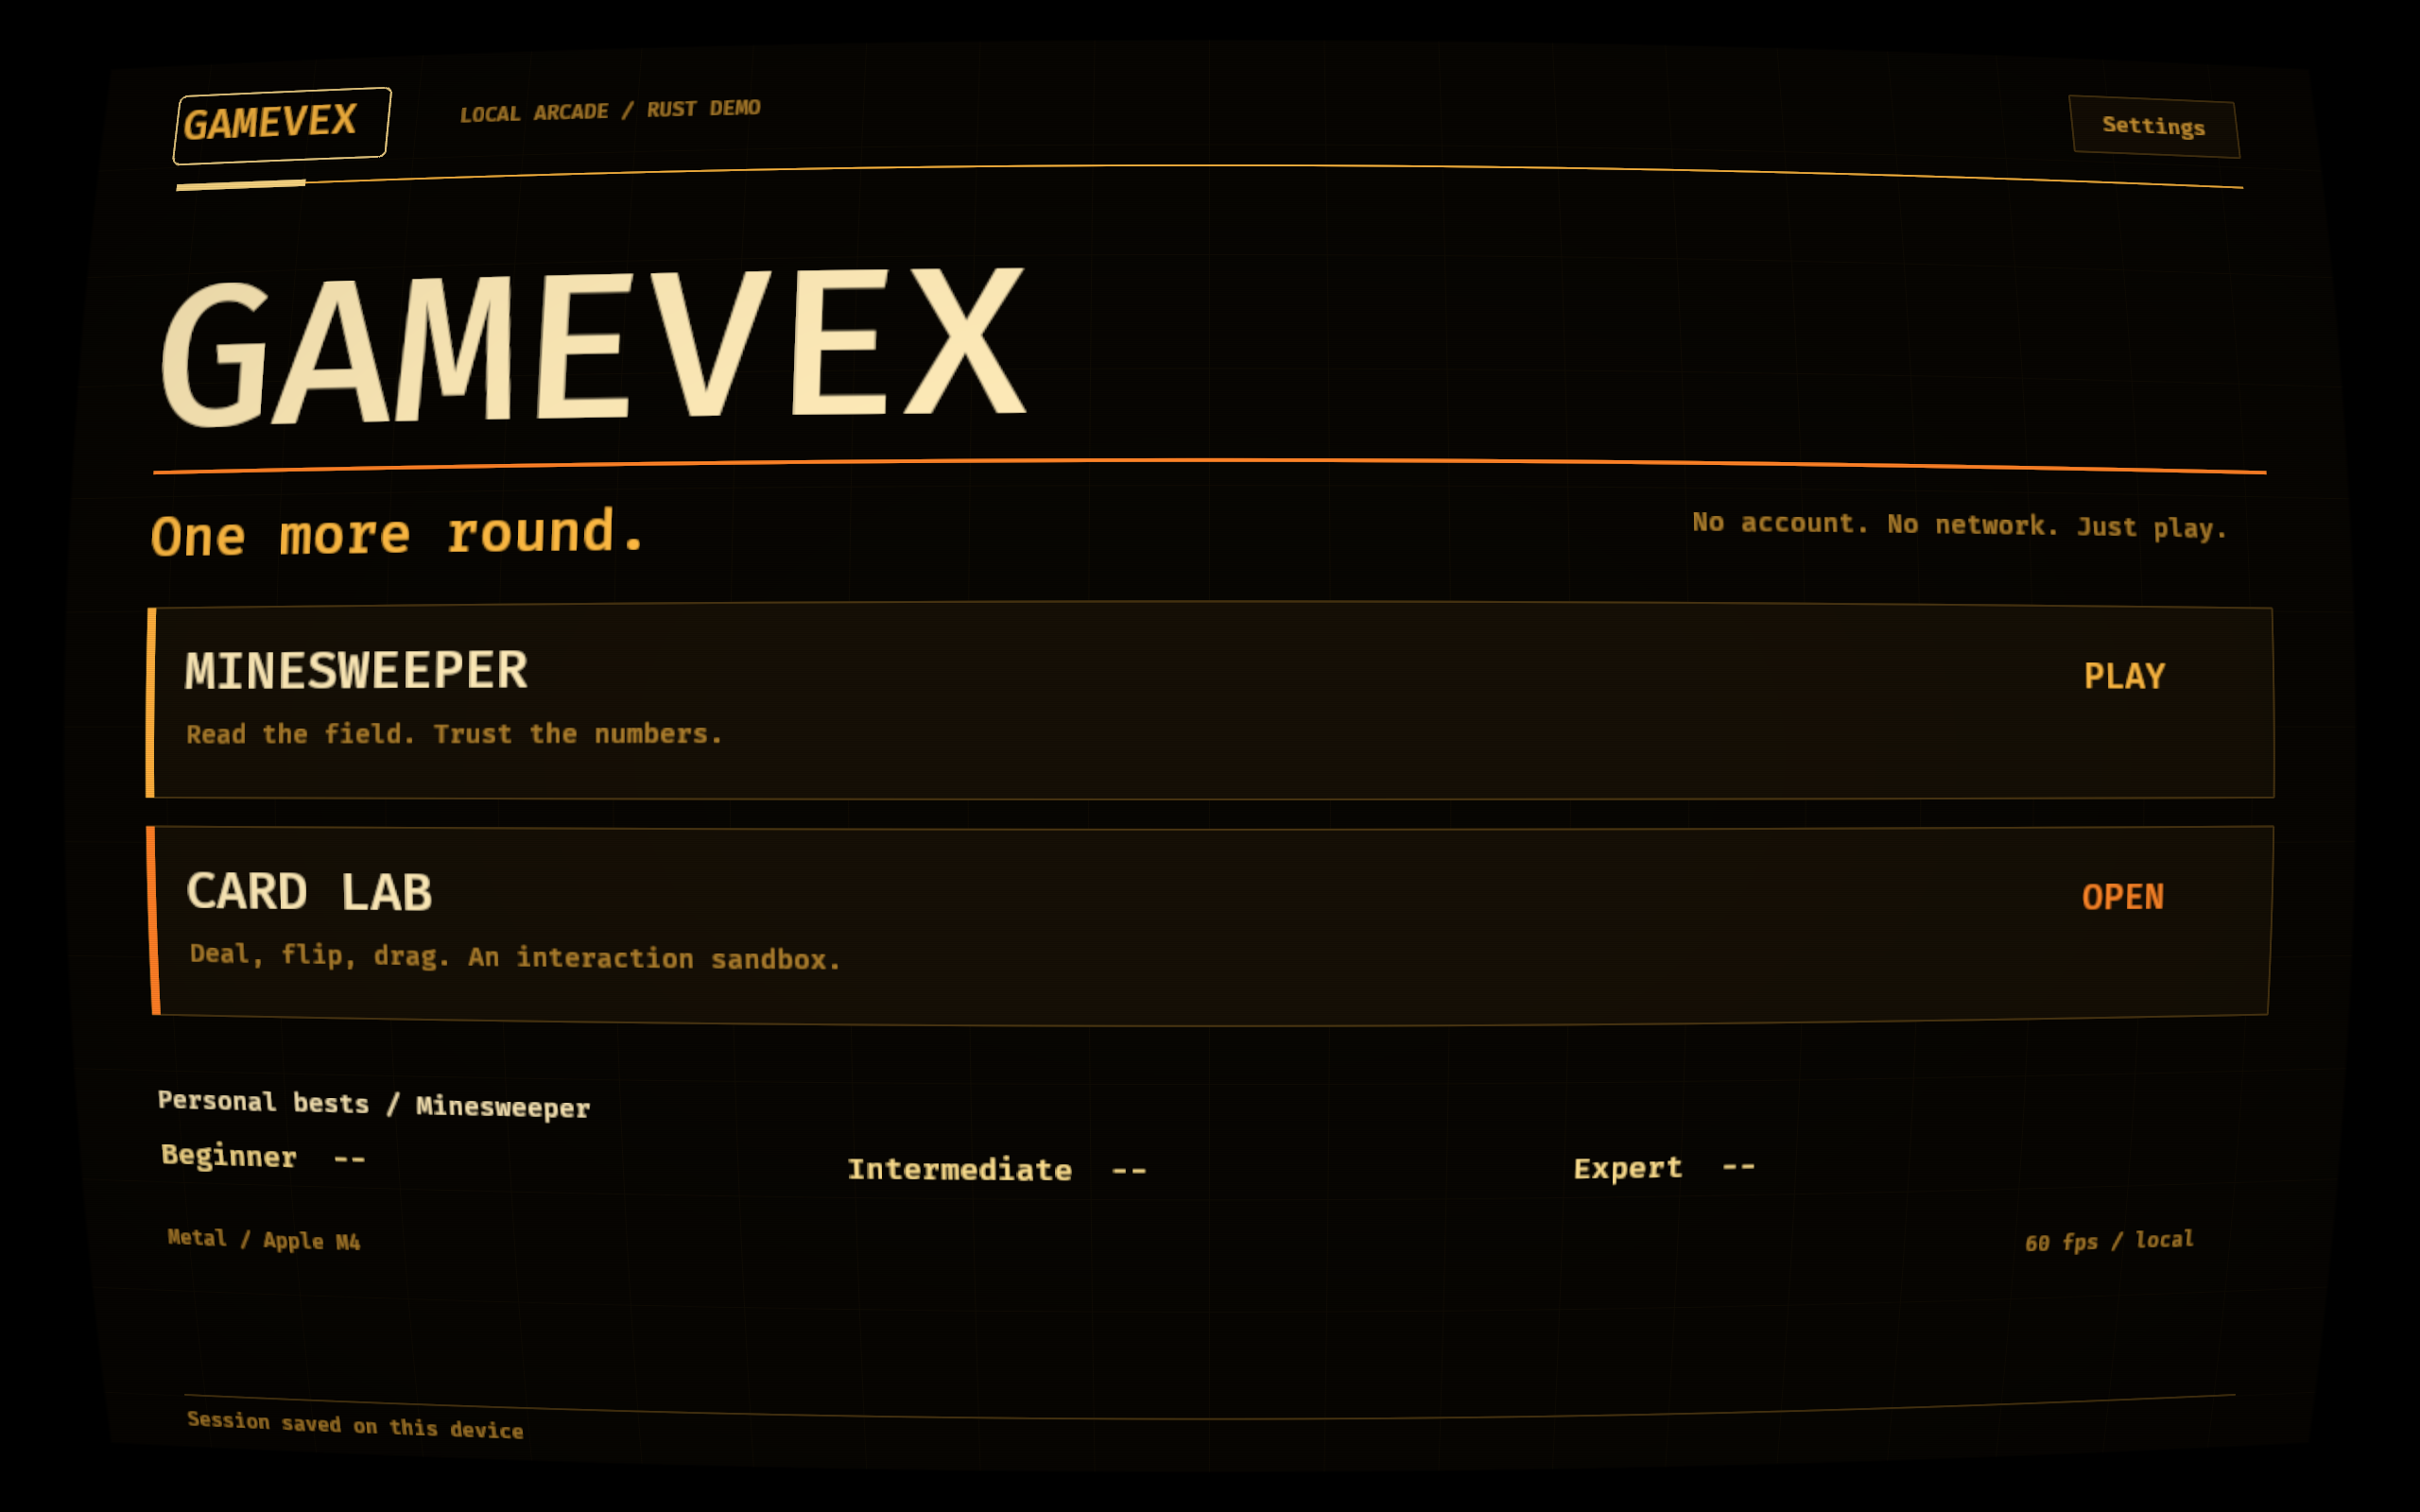 GAMEVEX
LOCAL ARCADE / RUST DEMO
Settings
GAMEVEX
One more round.
No account. No network. Just play.
MINESWEEPER
PLAY
Read the field. Trust the numbers.
CARD LAB
OPEN
Deal, flip, drag. An interaction sandbox.
Personal bests / Minesweeper
Beginner --
Intermediate --
Expert --
Metal / Apple M4
60 fps / local
Session saved on this device